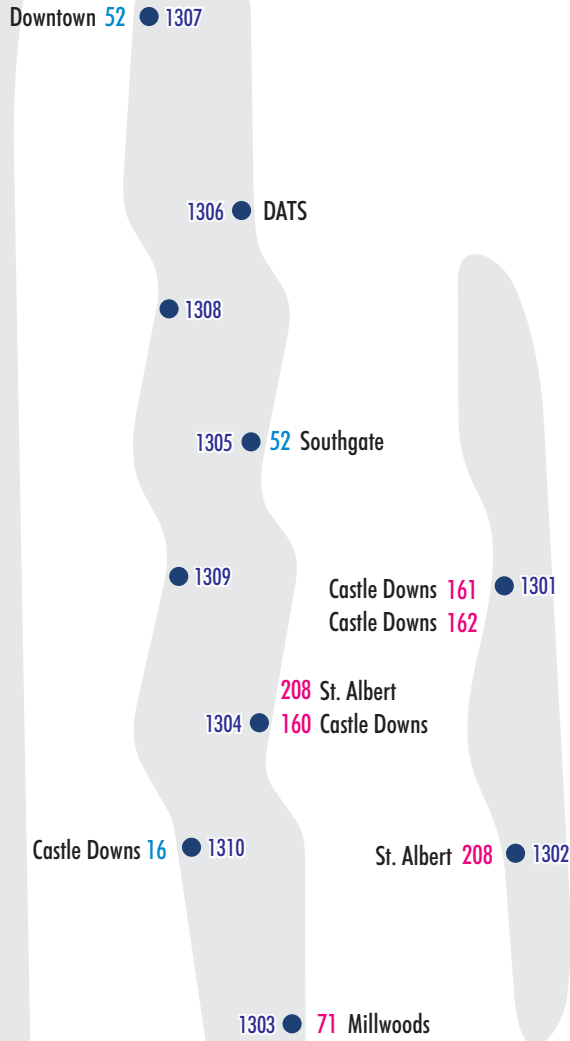 Downtown 52 1307
1306 DATS
1308
1305 52 Southgate
1309
Castle Downs 161 1301
Castle Downs 162
208 St. Albert
1304 160 Castle Downs
Castle Downs 16 1310
St. Albert 208 1302
1303 71 Millwoods